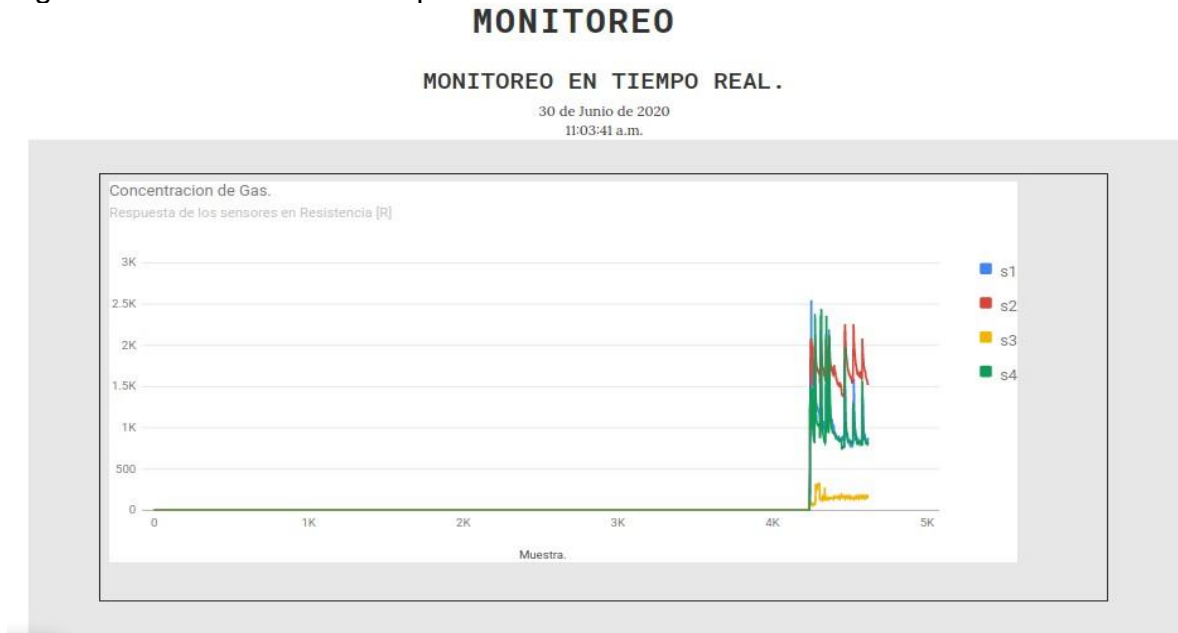 MONITOREO
MONITOREO EN TIEMPO REAL.
30 de Junio de 2020
11:03:41 a.m.
Concentracion de Gas.
Respuesta de los sensores en Resistencia [R]
3K
2.5K
2K
1.5K
1K
500
0
0 1K 2K 3K 4K 5K
Muestra.
s1
s2
s3
s4